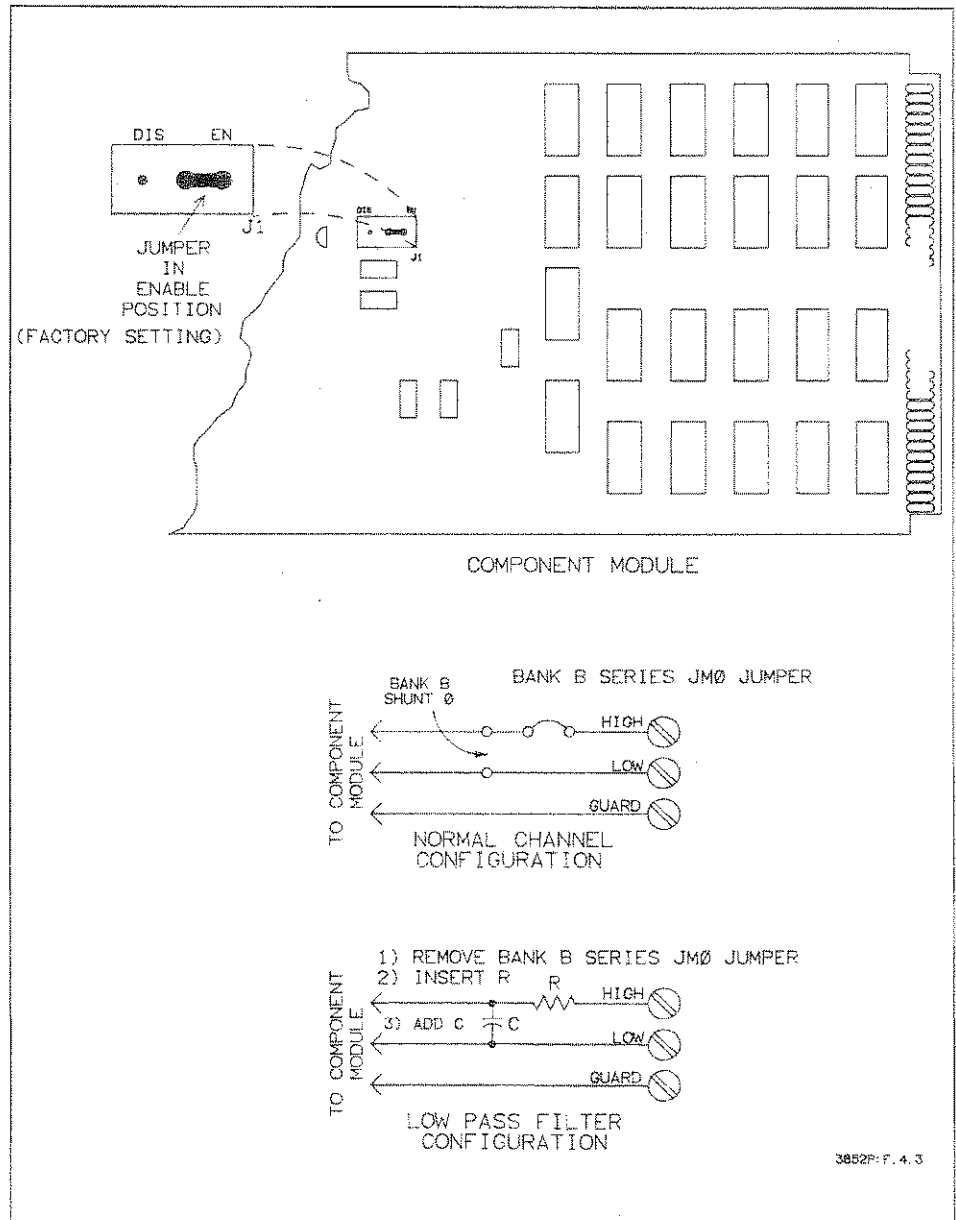 DIS EN
J1
JUMPER
IN
ENABLE
POSITION
(FACTORY SETTING)
DIS EN
J1
COMPONENT MODULE
BANK B
SHUNT Ø
BANK B SERIES JMØ JUMPER
TO COMPONENT
MODULE
HIGH
LOW
GUARD
NORMAL CHANNEL
CONFIGURATION
1) REMOVE BANK B SERIES JMØ JUMPER
2) INSERT R
R
HIGH
3) ADD C
C
TO COMPONENT
MODULE
LOW
GUARD
LOW PASS FILTER
CONFIGURATION
3852P:F.4.3